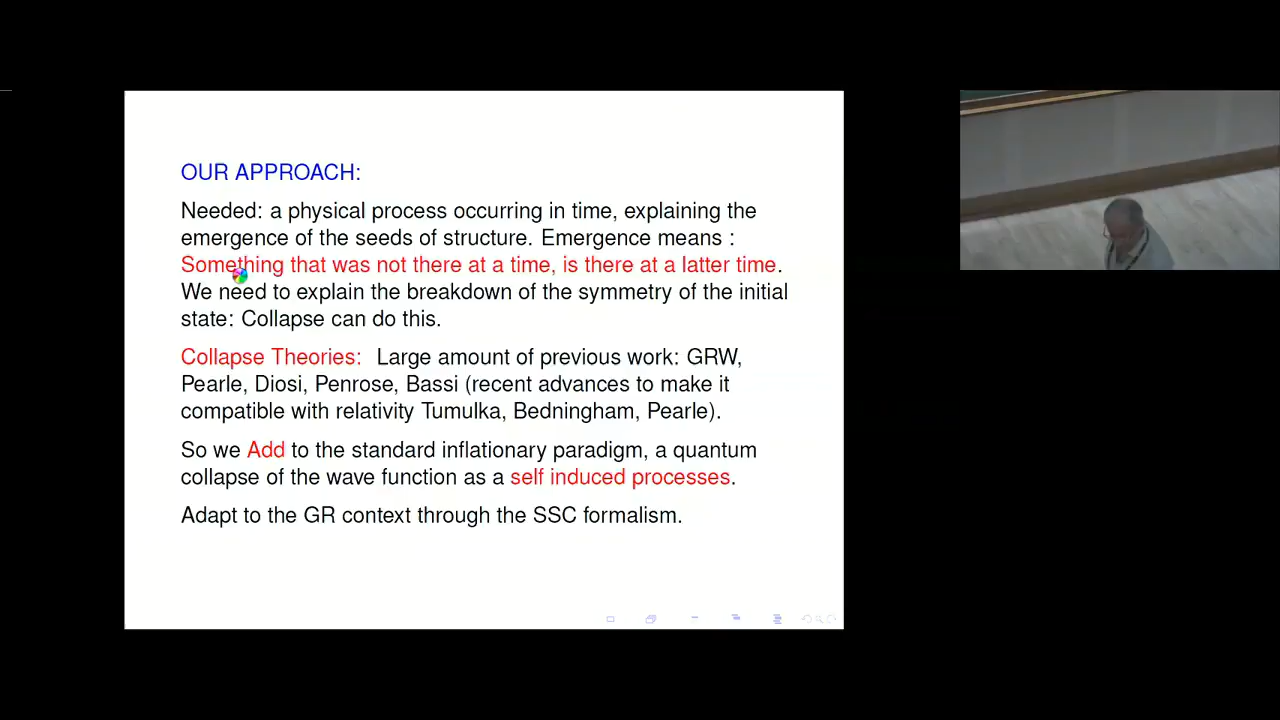 OUR APPROACH:
Needed: a physical process occurring in time, explaining the
emergence of the seeds of structure. Emergence means :
Something that was not there at a time, is there at a latter time.
We need to explain the breakdown of the symmetry of the initial
state: Collapse can do this.
Collapse Theories: Large amount of previous work: GRW,
Pearle, Diosi, Penrose, Bassi (recent advances to make it
compatible with relativity Tumulka, Bedningham, Pearle).
So we Add to the standard inflationary paradigm, a quantum
collapse of the wave function as a self induced processes.
Adapt to the GR context through the SSC formalism.